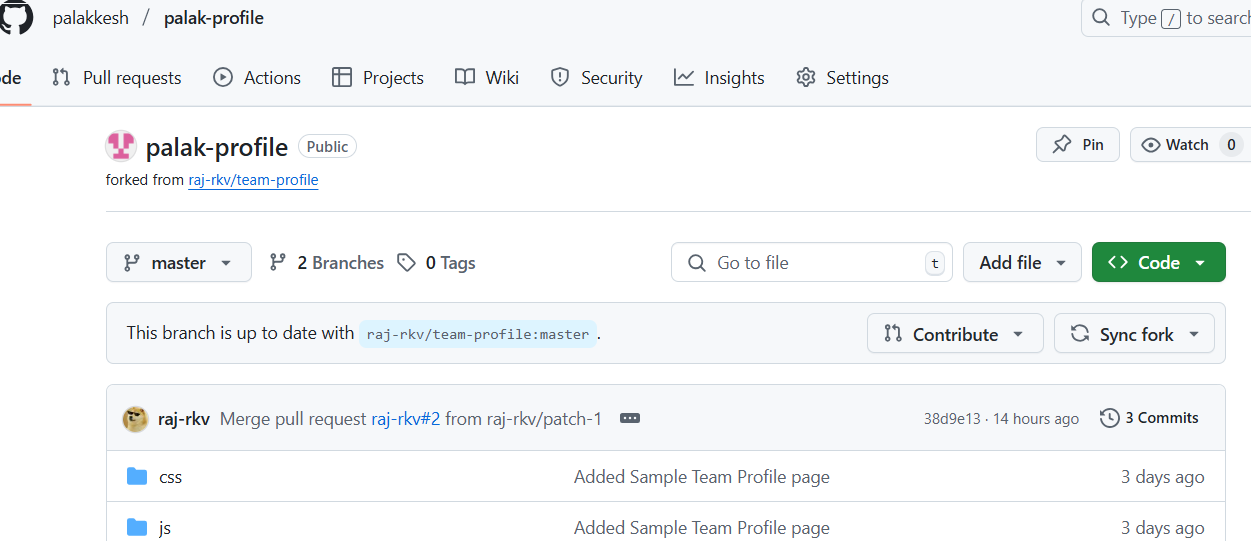 palakkesh / palak-profile
Type / to search
ode Pull requests Actions Projects Wiki Security Insights Settings
palak-profile Public
Pin Watch 0
forked from raj-rkv/team-profile
master 2 Branches 0 Tags
Go to file t Add file Code
This branch is up to date with raj-rkv/team-profile:master.
Contribute Sync fork
raj-rkv Merge pull request raj-rkv#2 from raj-rkv/patch-1 38d9e13 · 14 hours ago 3 Commits
css Added Sample Team Profile page 3 days ago
js Added Sample Team Profile page 3 days ago